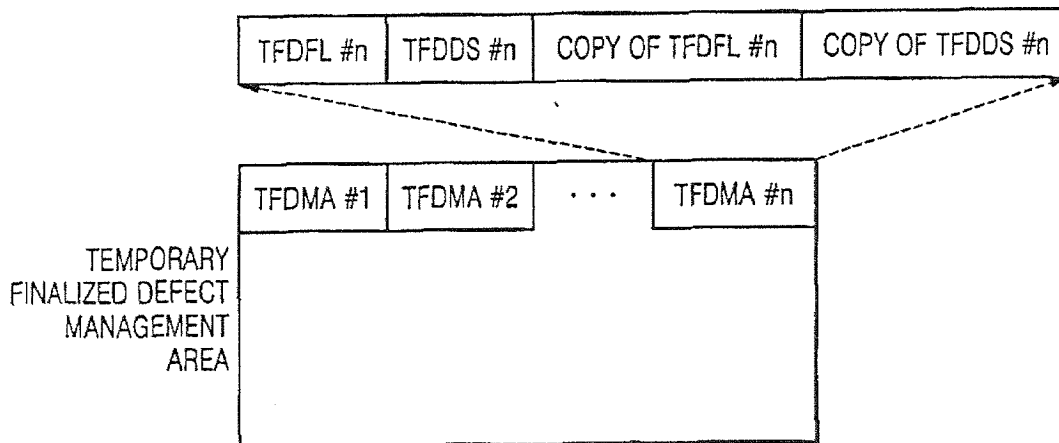 TFDFL #n TFDDS #n COPY OF TFDFL #n COPY OF TFDDS #n
TFDMA #1 TFDMA #2 · · · TFDMA #n
TEMPORARY
FINALIZED DEFECT
MANAGEMENT
AREA